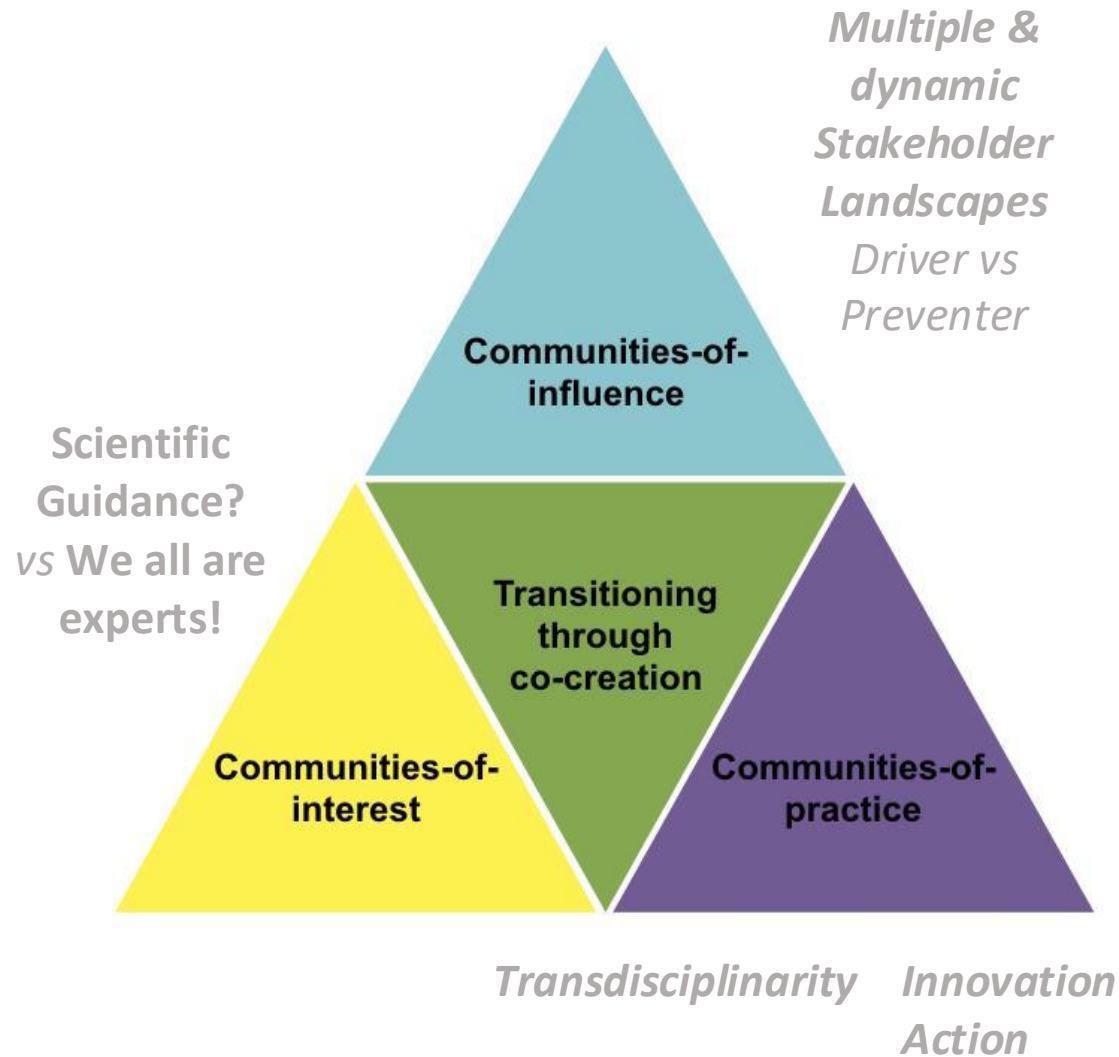 Multiple &
dynamic
Stakeholder
Landscapes
Driver vs
Preventer
Communities-of-
influence
Scientific
Guidance?
vs We all are
experts!
Transitioning
through
co-creation
Communities-of-
interest
Communities-of-
practice
Transdisciplinarity Innovation
Action